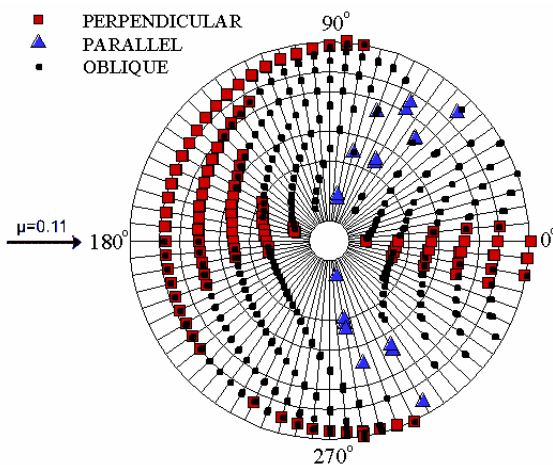 PERPENDICULAR
PARALLEL
OBLIQUE
90°
μ=0.11
180°
0°
270°